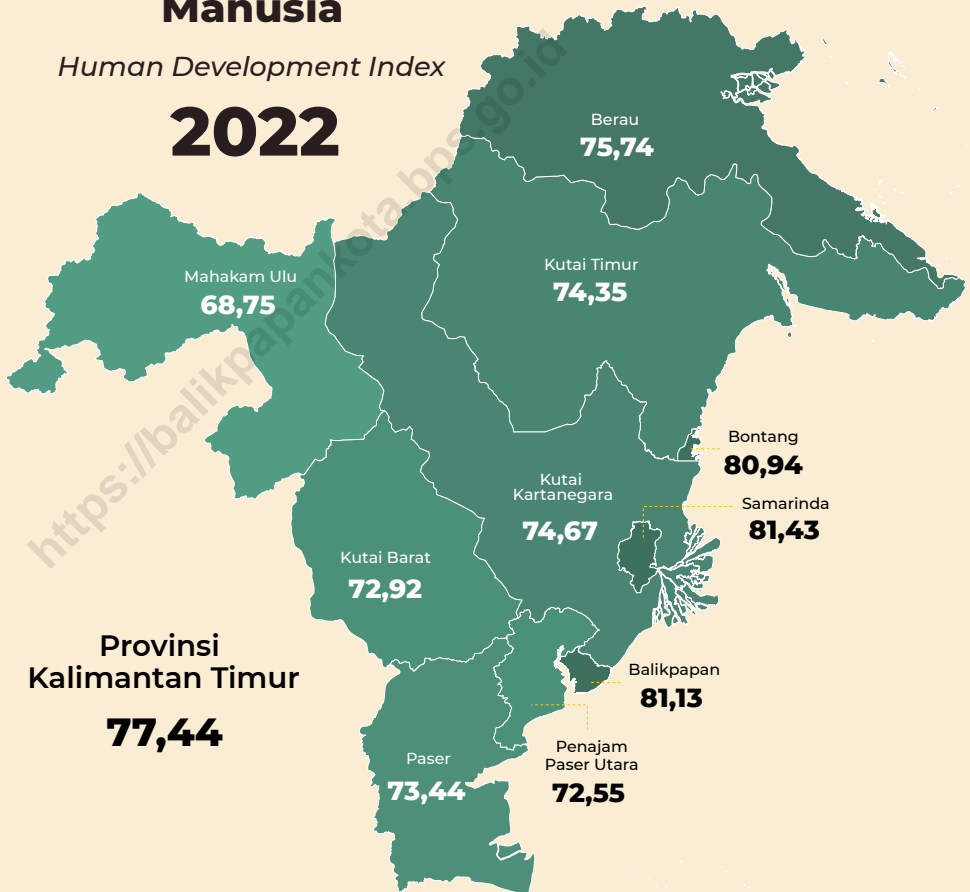 Manusia
Human Development Index
2022
Berau
75,74
Mahakam Ulu
68,75
Kutai Timur
74,35
Bontang
80,94
Kutai
Kartanegara
74,67
Samarinda
81,43
Kutai Barat
72,92
Provinsi
Kalimantan Timur
77,44
Balikpapan
81,13
Penajam
Paser Utara
72,55
Paser
73,44
https://balikpapankota.bps.go.id